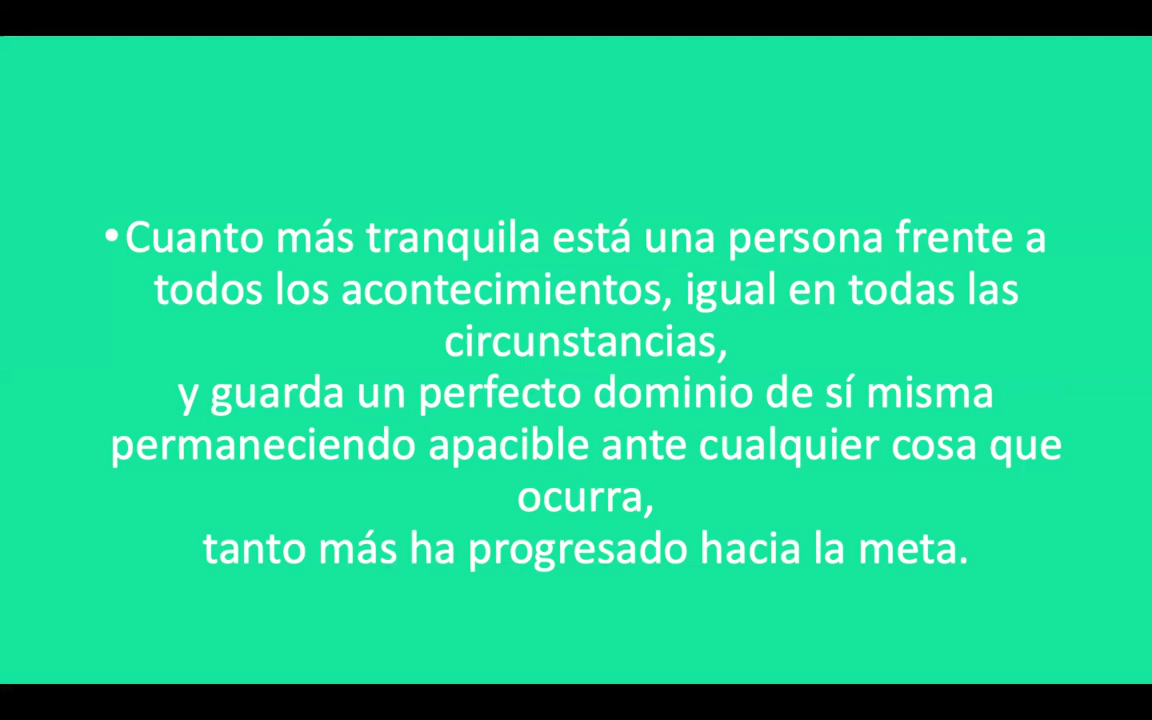 •Cuanto más tranquila está una persona frente a
todos los acontecimientos, igual en todas las
circunstancias,
y guarda un perfecto dominio de sí misma
permaneciendo apacible ante cualquier cosa que
ocurra,
tanto más ha progresado hacia la meta.